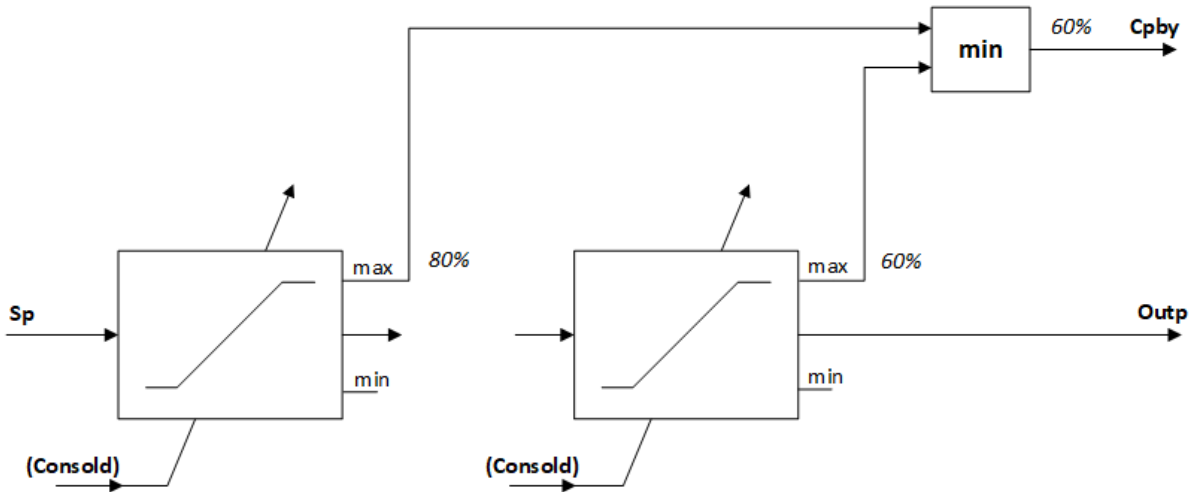 60% Cpby
min
max 80%
max 60%
Sp
Outp
min
min
(Consold)
(Consold)